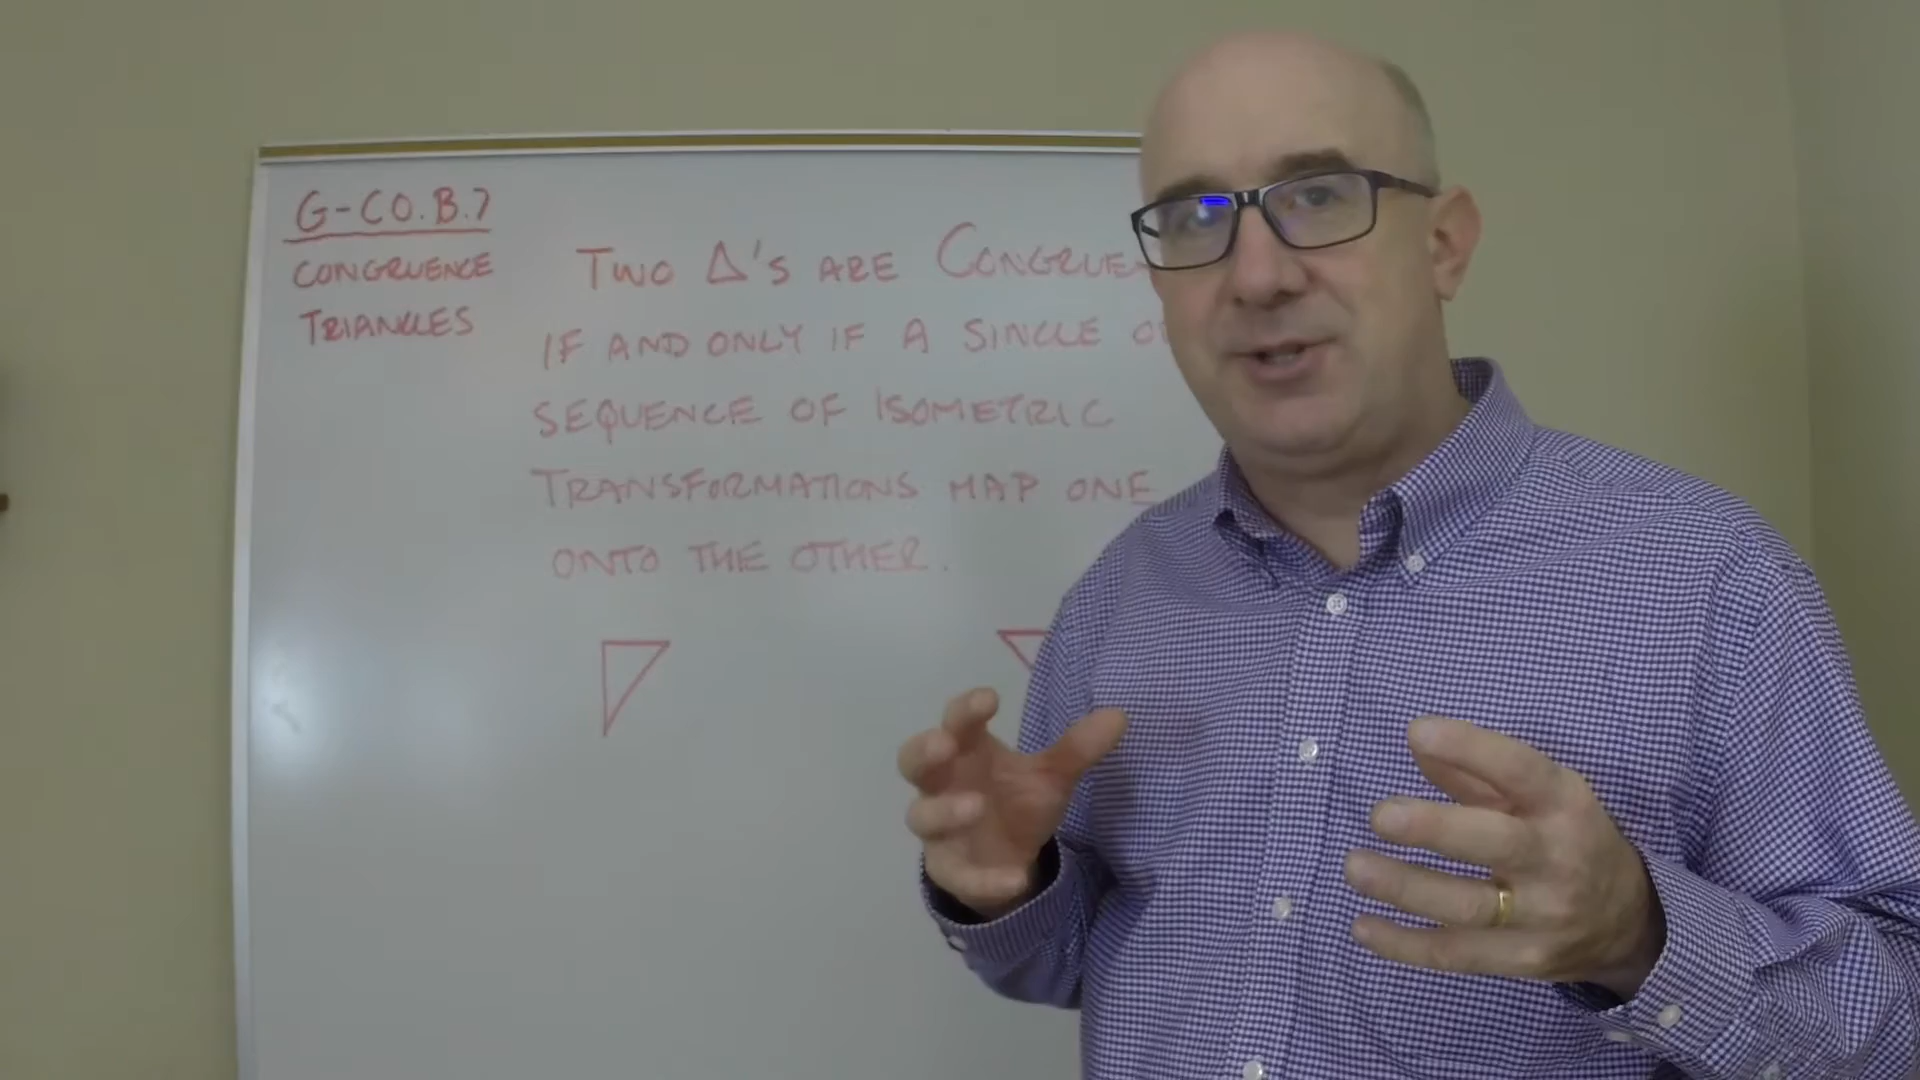 G-CO.B.7
CONGRUENCE
TRIANGLES
TWO Δ'S ARE CONGRUE
IF AND ONLY IF A SINGLE O
SEQUENCE OF ISOMETRIC
TRANSFORMATIONS MAP ONE
ONTO THE OTHER.